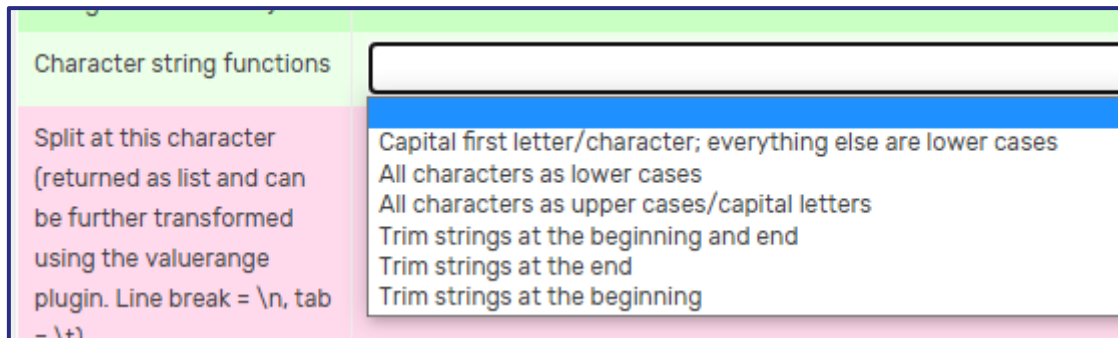 Character string functions
Capital first letter/character; everything else are lower cases
All characters as lower cases
All characters as upper cases/capital letters
Trim strings at the beginning and end
Trim strings at the end
Trim strings at the beginning
Split at this character
(returned as list and can
be further transformed
using the valuerange
plugin. Line break = \n, tab
= \t)